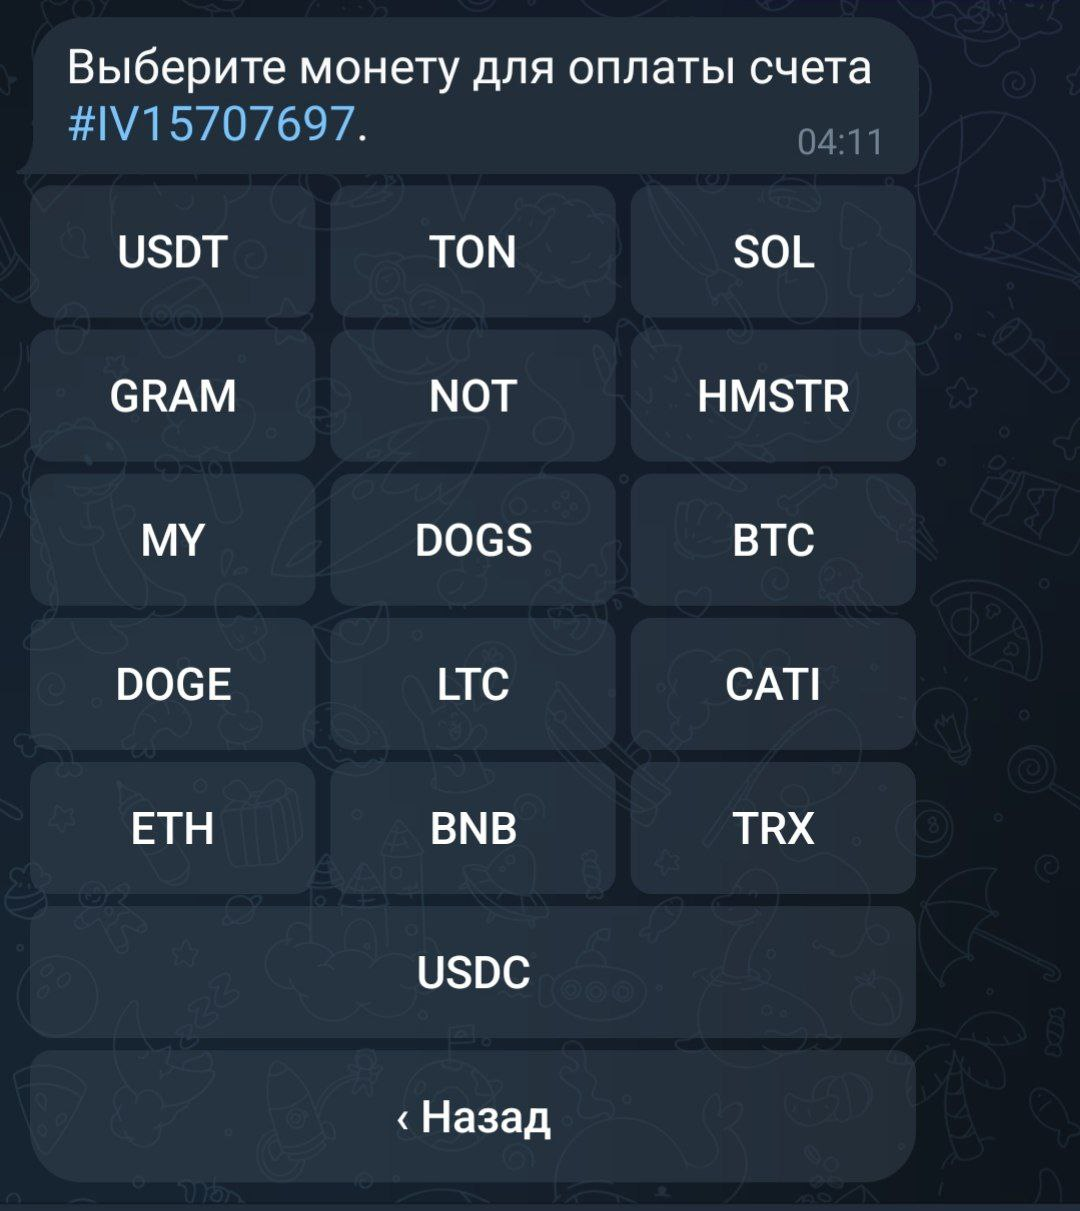 Выберите монету для оплаты счета
#IV15707697.
04:11
USDT TON SOL
GRAM NOT HMSTR
MY DOGS BTC
DOGE LTC CATI
ETH BNB TRX
USDC
‹ Назад